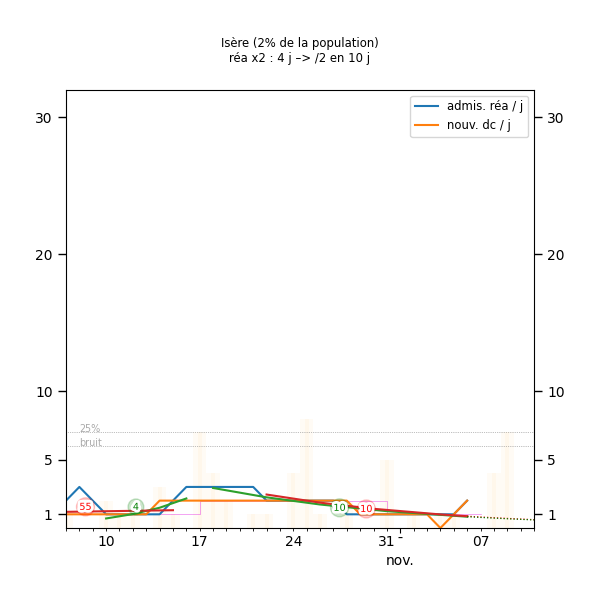 Isère (2% de la population)
réa x2 : 4 j –> /2 en 10 j
admis. réa / j
nouv. dc / j
30 30
20 20
10 10
25%
bruit
5 5
55 4 10 10
1 1
10 17 24 31 - 07
nov.